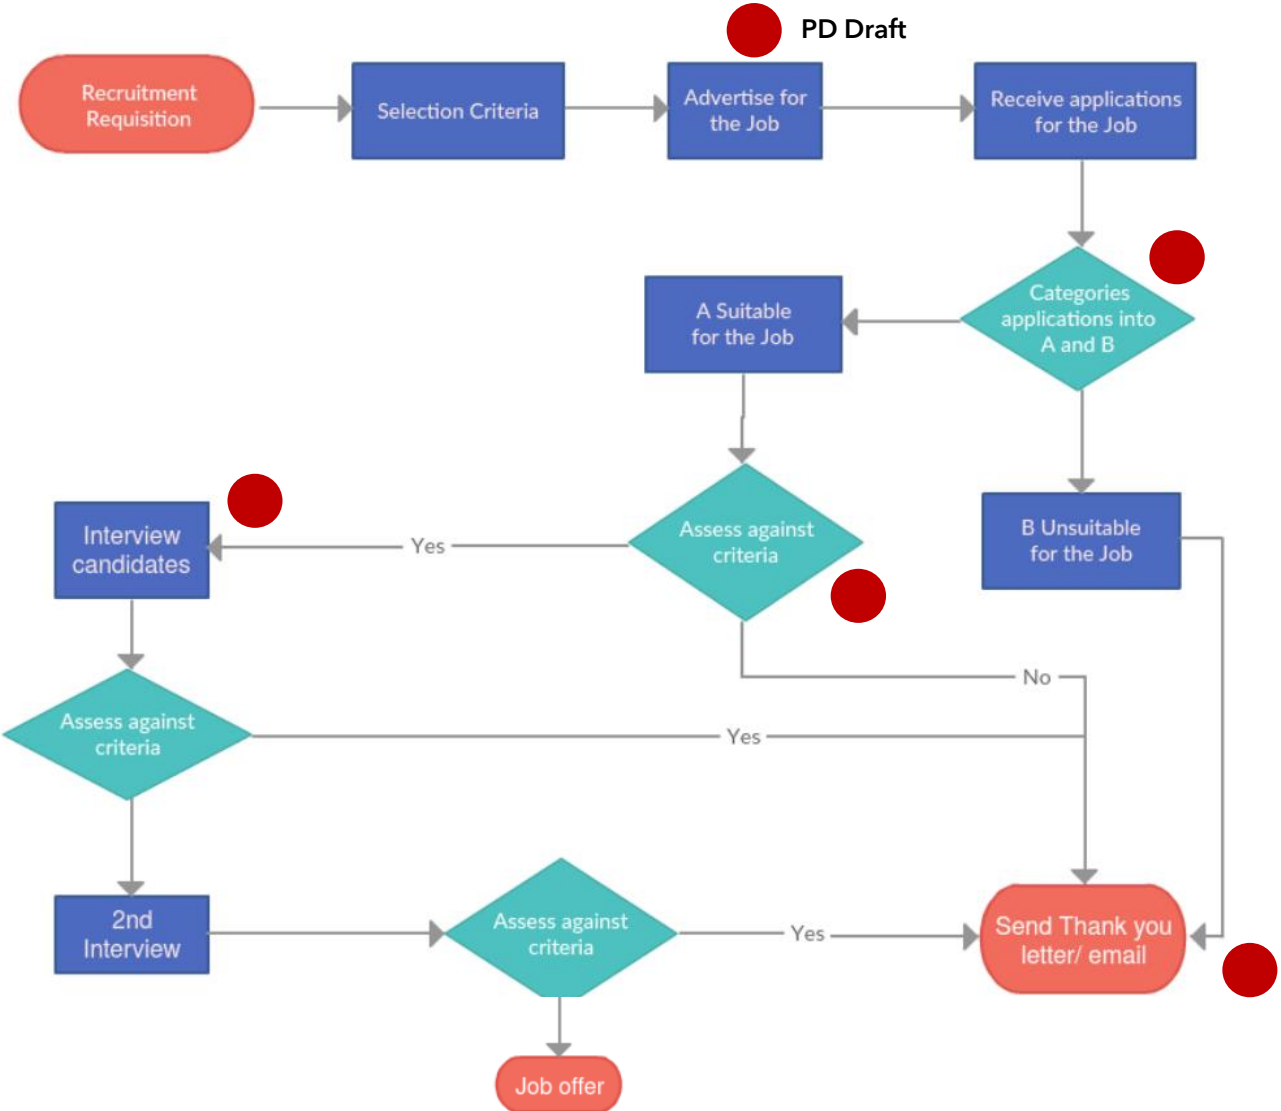 PD Draft
Recruitment
Requisition
Selection Criteria
Advertise for
the Job
Receive applications
for the Job
Categories
applications into
A and B
A Suitable
for the Job
B Unsuitable
for the Job
Assess against
criteria
Yes
Interview
candidates
No
Assess against
criteria
Yes
2nd
Interview
Assess against
criteria
Yes
Send Thank you
letter/ email
Job offer